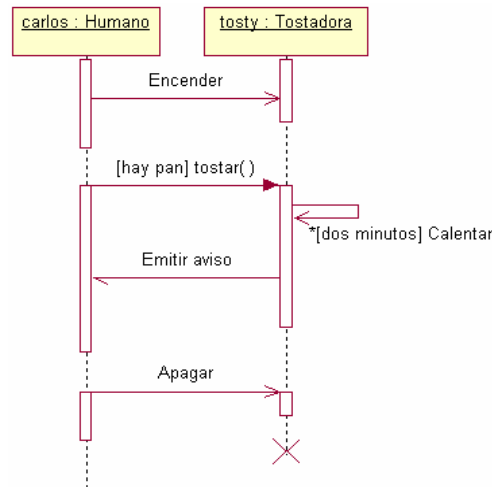 carlos : Humano
tosty : Tostadora
Encender
[hay pan] tostar( )
*[dos minutos] Calentar
Emitir aviso
Apagar